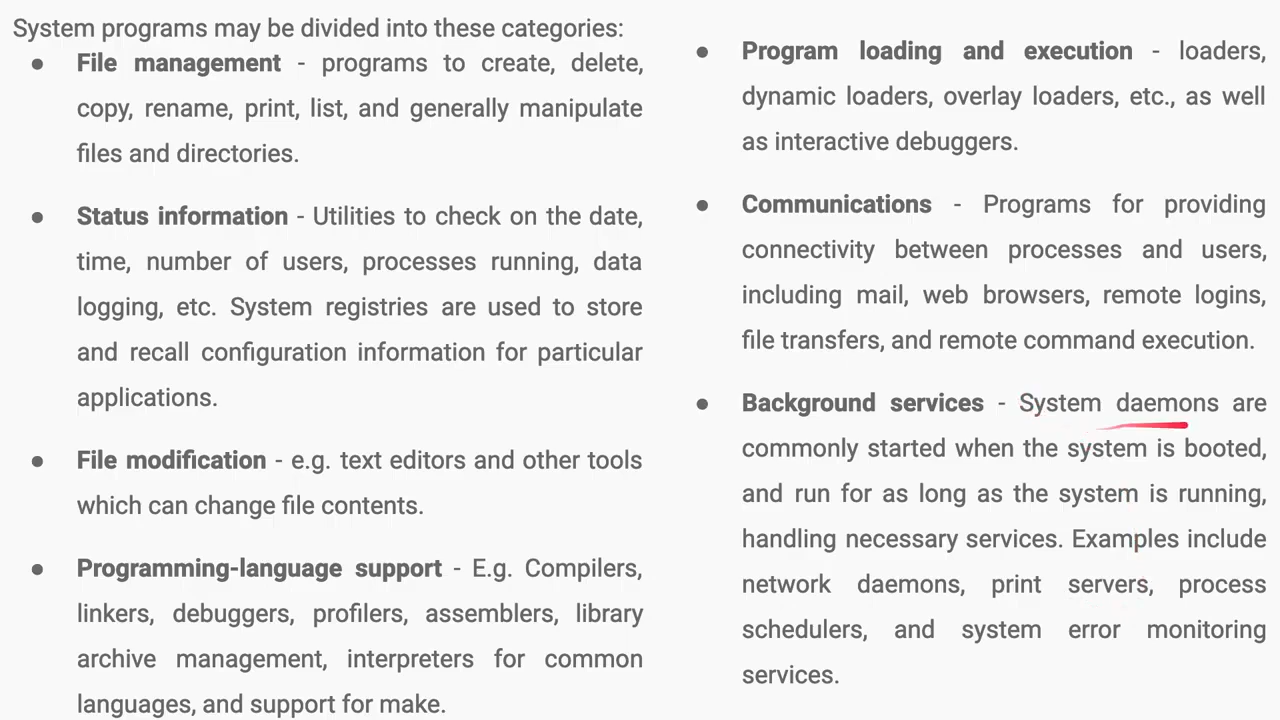 System programs may be divided into these categories:
● File management - programs to create, delete,
copy, rename, print, list, and generally manipulate
files and directories.
● Status information - Utilities to check on the date,
time, number of users, processes running, data
logging, etc. System registries are used to store
and recall configuration information for particular
applications.
● File modification - e.g. text editors and other tools
which can change file contents.
● Programming-language support - E.g. Compilers,
linkers, debuggers, profilers, assemblers, library
archive management, interpreters for common
languages, and support for make.
● Program loading and execution - loaders,
dynamic loaders, overlay loaders, etc., as well
as interactive debuggers.
● Communications - Programs for providing
connectivity between processes and users,
including mail, web browsers, remote logins,
file transfers, and remote command execution.
● Background services - System daemons are
commonly started when the system is booted,
and run for as long as the system is running,
handling necessary services. Examples include
network daemons, print servers, process
schedulers, and system error monitoring
services.